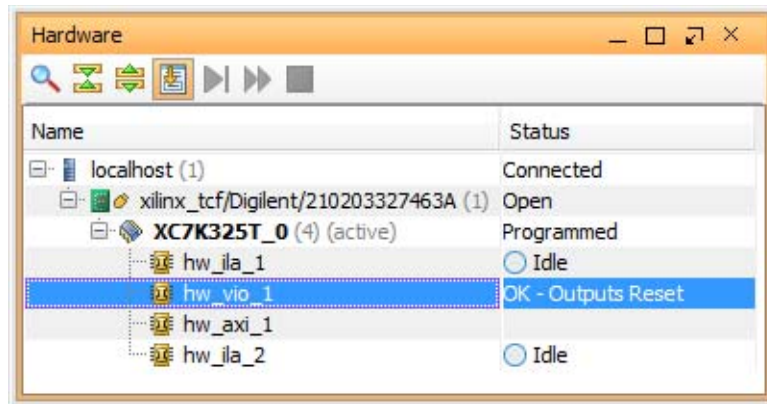 Hardware
Name Status
localhost (1) Connected
xilinx_tcf/Digilent/210203327463A (1) Open
XC7K325T_0 (4) (active) Programmed
hw_ila_1 Idle
hw_vio_1 OK - Outputs Reset
hw_axi_1
hw_ila_2 Idle